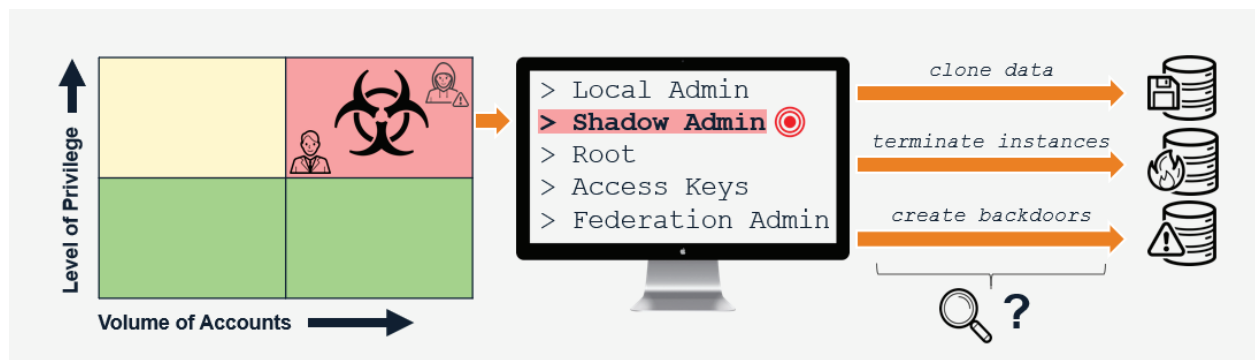 Level of Privilege
Volume of Accounts
> Local Admin
> Shadow Admin
> Root
> Access Keys
> Federation Admin
clone data
terminate instances
create backdoors
?